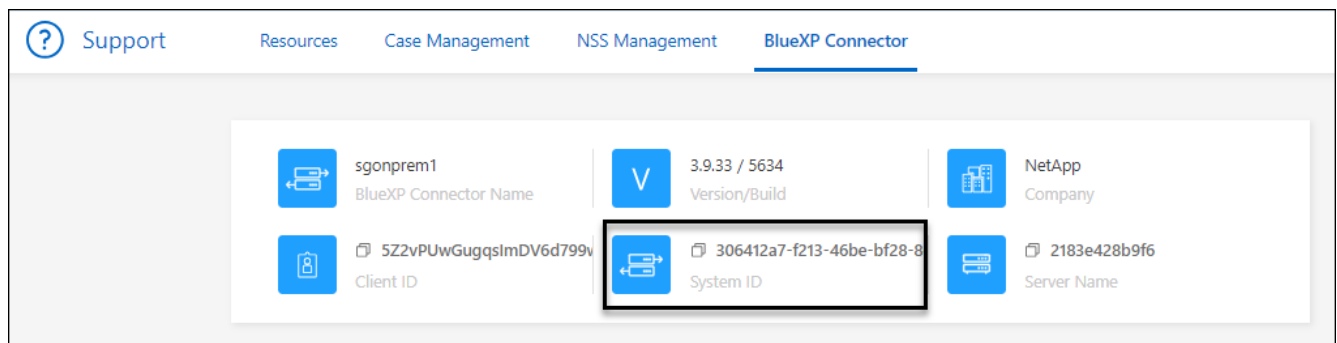 ? Support Resources Case Management NSS Management BlueXP Connector
sgonprem1 3.9.33 / 5634 NetApp
BlueXP Connector Name V Version/Build Company
5Z2vPUwGugqsImDV6d799 306412a7-f213-46be-bf28-8 2183e428b9f6
Client ID System ID Server Name